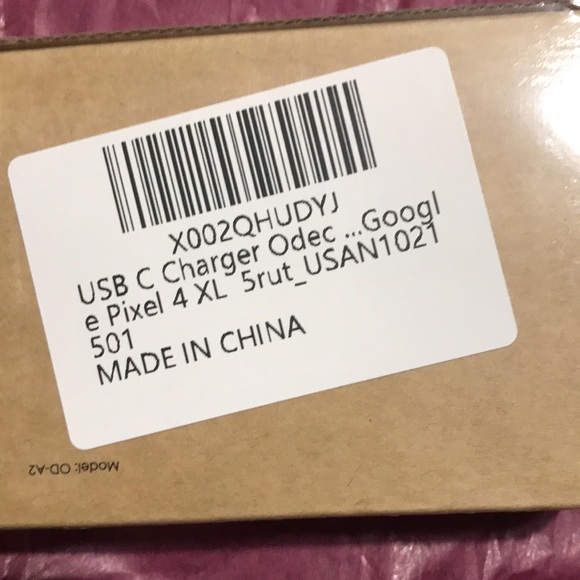 X002QHUDYJ
USB C Charger Odec ...Googl
e Pixel 4 XL 5rut_USAN1021
501
MADE IN CHINA
Model: OD-A2